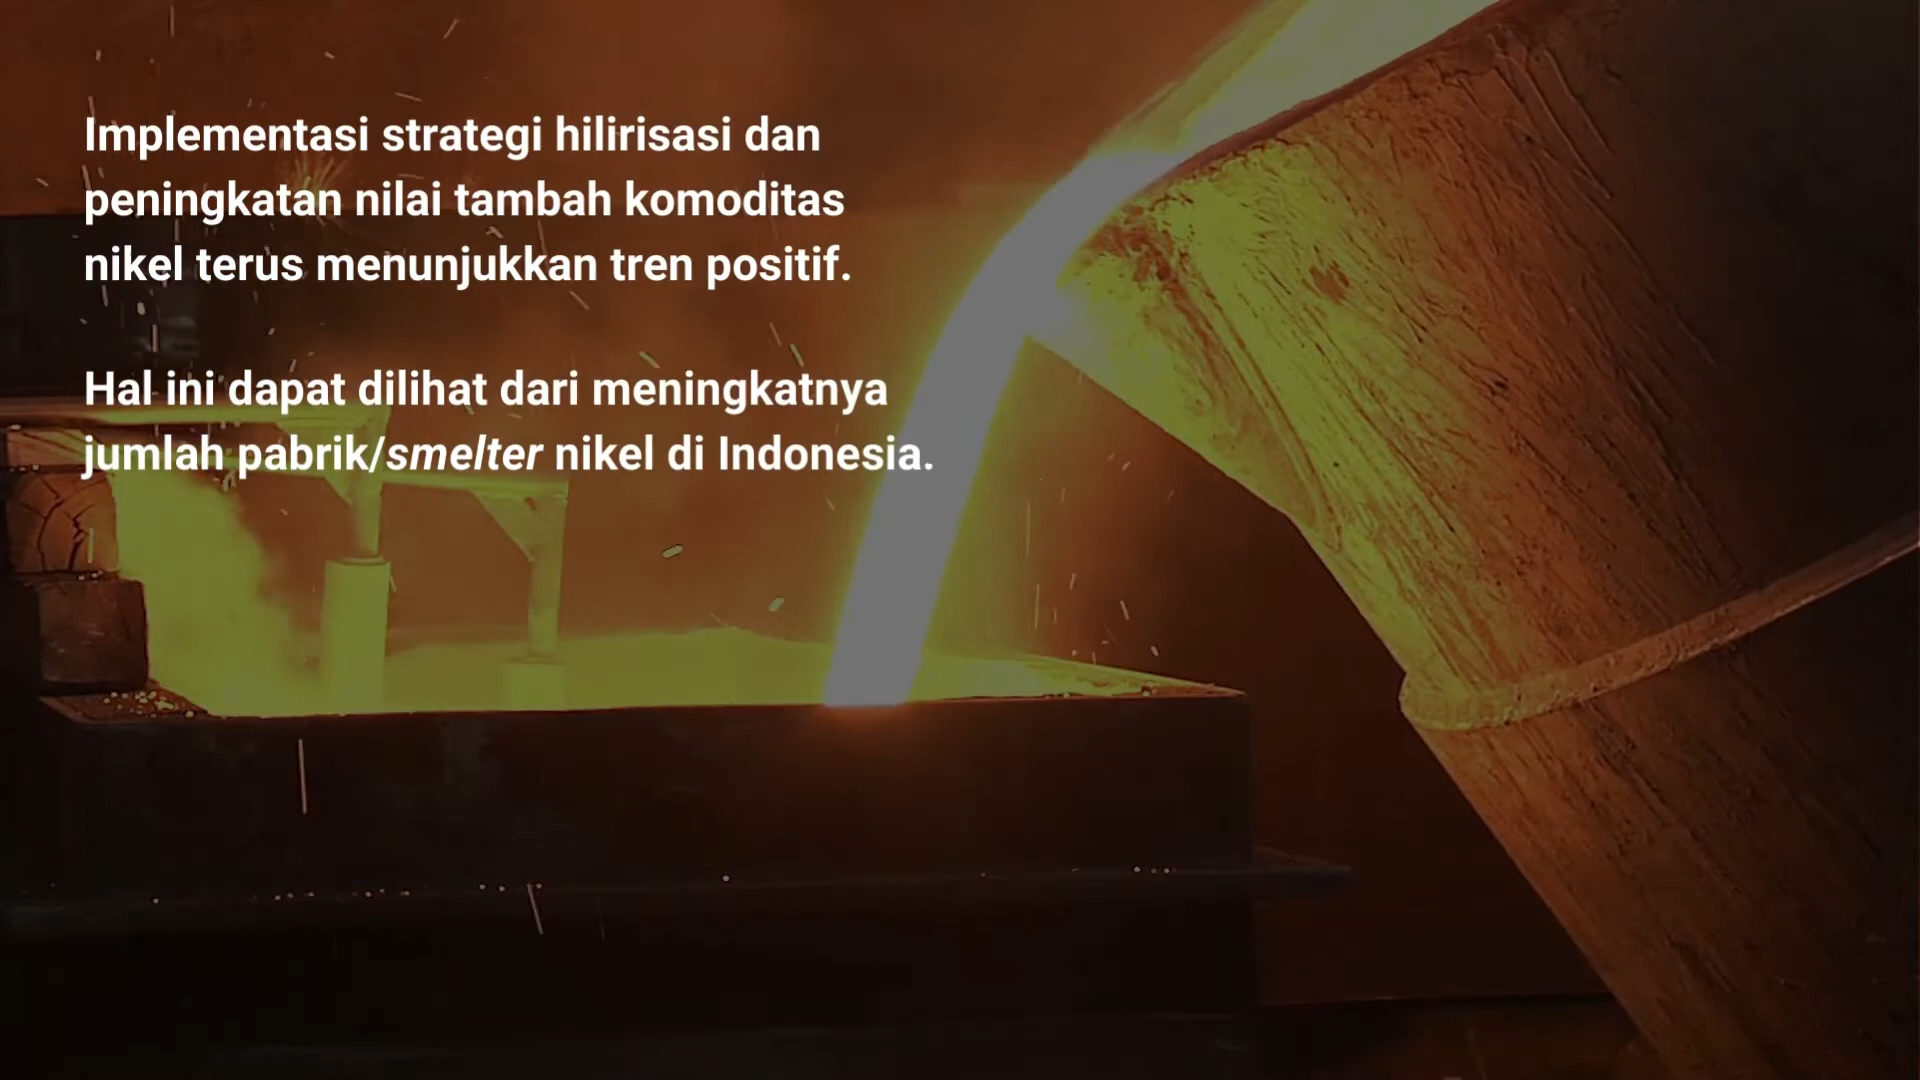 Implementasi strategi hilirisasi dan
peningkatan nilai tambah komoditas
nikel terus menunjukkan tren positif.
Hal ini dapat dilihat dari meningkatnya
jumlah pabrik/smelter nikel di Indonesia.